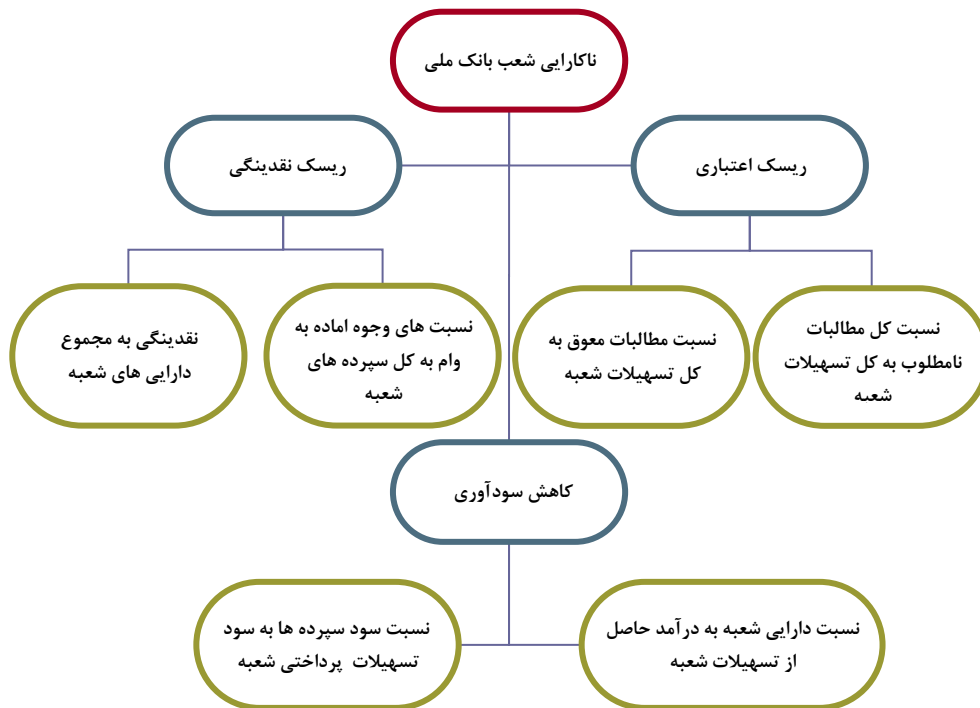 ناکارایی شعب بانک ملی
ریسک اعتباری
ریسک نقدینگی
نسبت کل مطالبات
نامطلوب به کل تسهیلات
شعبه
نسبت مطالبات معوق به
کل تسهیلات شعبه
نسبت های وجوه اماده به
وام به کل سپرده های
شعبه
نقدینگی به مجموع
دارایی های شعبه
کاهش سودآوری
نسبت دارایی شعبه به درآمد حاصل
از تسهیلات شعبه
نسبت سود سپرده ها به سود
تسهیلات پرداختی شعبه